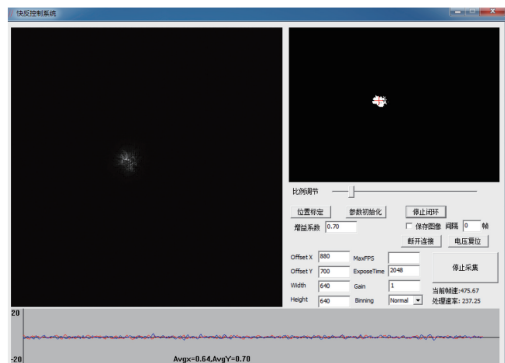 快反控制系统
比例调节
位置标定 参数初始化 停止闭环
增益系数 0.70 保存图像 间隔 0 帧
断开连接 电压复位
Offset X 880 MaxFPS
Offset Y 700 ExposeTime 2048
停止采集
Width 640 Gain 1
当前帧速:475.67
Height 640 Binning Normal 处理速率: 237.25
20
-20 Avgx=0.64,AvgY=0.70